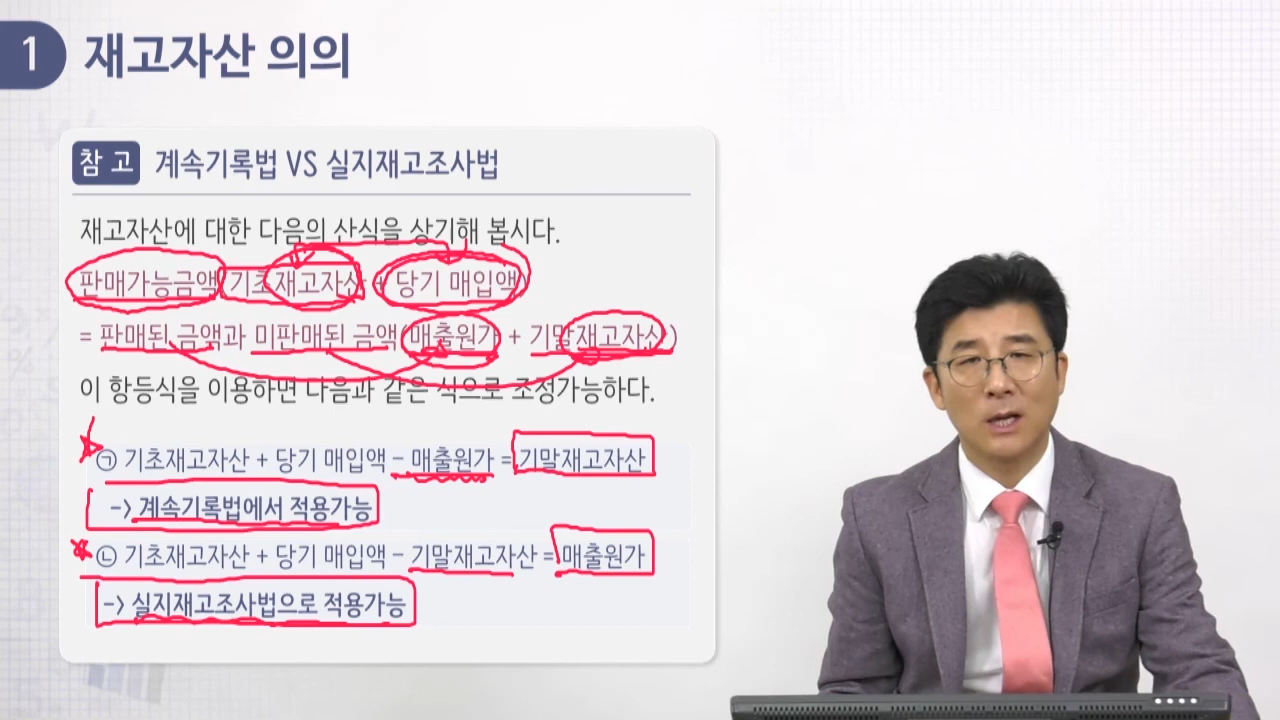 1 재고자산 의의
참 고 계속기록법 VS 실지재고조사법
재고자산에 대한 다음의 산식을 상기해 봅시다.
판매가능금액 기초재고자산 + 당기 매입액
= 판매된 금액과 미판매된 금액(매출원가 + 기말재고자산)
이 항등식을 이용하면 다음과 같은 식으로 조정가능하다.
㉠ 기초재고자산 + 당기 매입액 - 매출원가 = 기말재고자산
-> 계속기록법에서 적용가능
㉡ 기초재고자산 + 당기 매입액 - 기말재고자산 = 매출원가
-> 실지재고조사법으로 적용가능